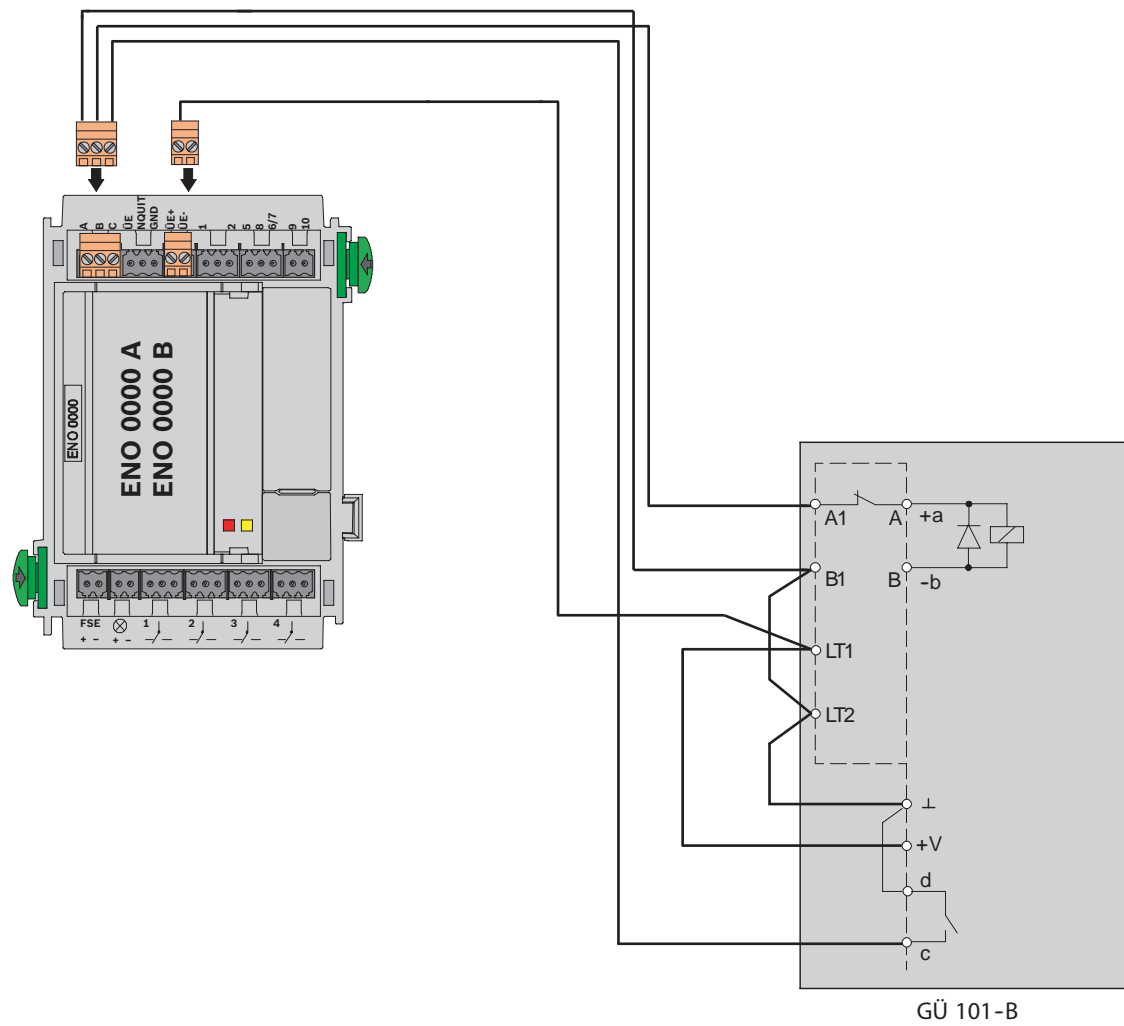 A
B
C
ÜE
NQUIT
GND
ÜE+
ÜE-
1
2
5
8
6/7
9
10
ENO 0000
ENO 0000 A
ENO 0000 B
FSE
+ -
+ -
1
2
3
4
A1
A
+a
B1
B
-b
LT1
LT2
⊥
+V
d
c
GÜ 101-B